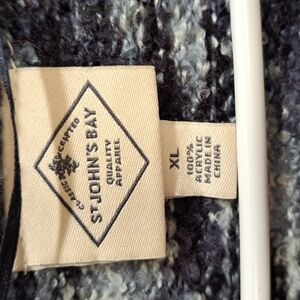 CLASSIC CRAFTED
ST JOHN'S BAY
QUALITY
APPAREL
XL
100%
ACRYLIC
MADE IN
CHINA